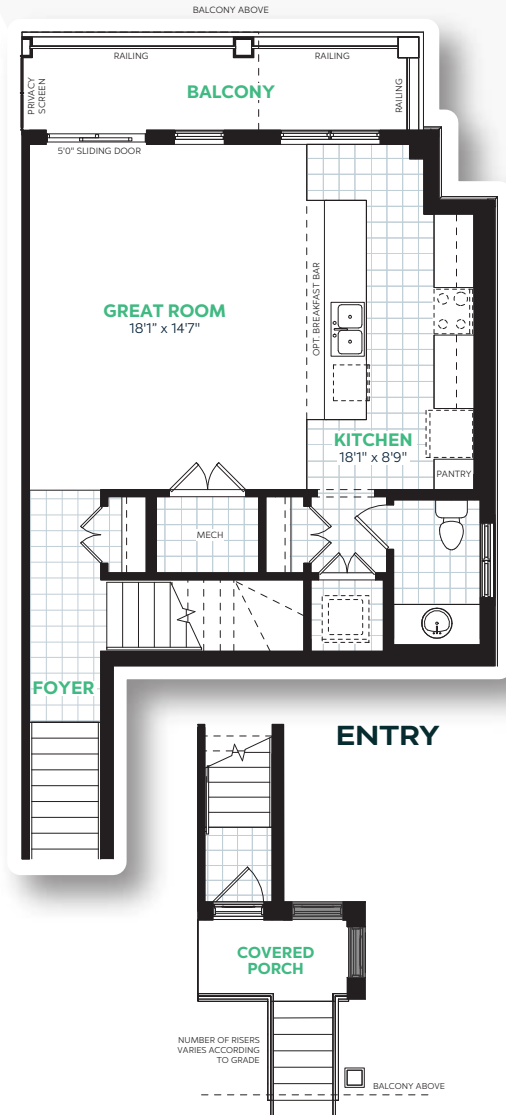 BALCONY ABOVE
RAILING
RAILING
PRIVACY
SCREEN
BALCONY
RAILING
5'0" SLIDING DOOR
OPT. BREAKFAST BAR
GREAT ROOM
18'1" x 14'7"
KITCHEN
18'1" x 8'9"
PANTRY
MECH
FOYER
ENTRY
COVERED
PORCH
NUMBER OF RISERS
VARIES ACCORDING
TO GRADE
BALCONY ABOVE